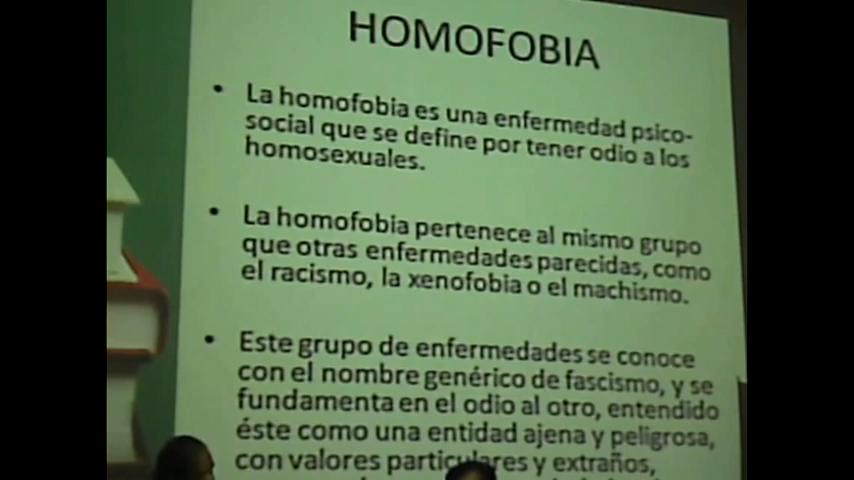 HOMOFOBIA
• La homofobia es una enfermedad psico-
social que se define por tener odio a los
homosexuales.
• La homofobia pertenece al mismo grupo
que otras enfermedades parecidas, como
el racismo, la xenofobia o el machismo.
• Este grupo de enfermedades se conoce
con el nombre genérico de fascismo, y se
fundamenta en el odio al otro, entendido
éste como una entidad ajena y peligrosa,
con valores particulares y extraños,